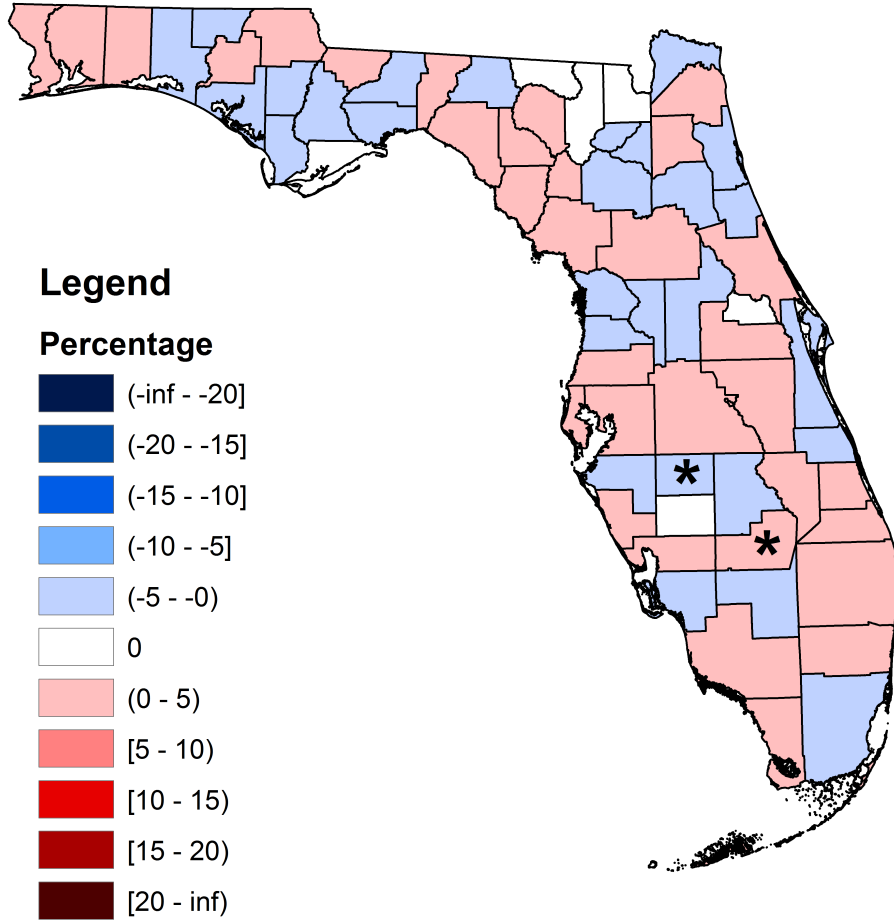 Legend
Percentage
(-inf - -20]
(-20 - -15]
(-15 - -10]
(-10 - -5]
(-5 - -0)
0
(0 - 5)
[5 - 10)
[10 - 15)
[15 - 20)
[20 - inf)
*
*